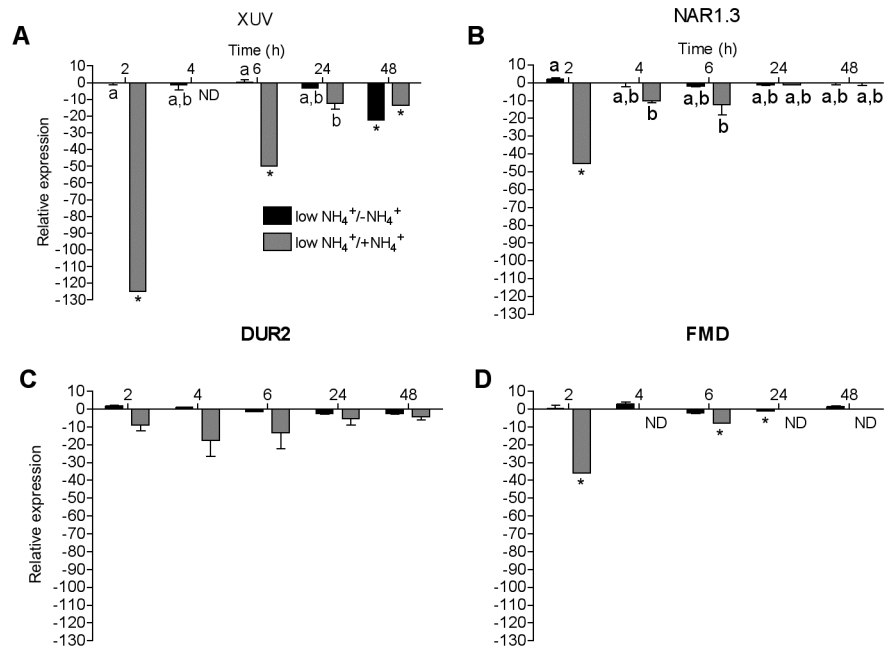 XUV
NAR1.3
A
B
Time (h)
Time (h)
10
0
-10
-20
-30
-40
-50
-60
-70
-80
-90
-100
-110
-120
-130
Relative expression
2 4 6 24 48
a a,b ND a a,b b * *
*
*
low NH₄⁺/-NH₄⁺
low NH₄⁺/+NH₄⁺
10
0
-10
-20
-30
-40
-50
-60
-70
-80
-90
-100
-110
-120
-130
2 4 6 24 48
a
a,b b a,b b a,b a,b a,b a,b
*
DUR2
FMD
C
D
10
0
-10
-20
-30
-40
-50
-60
-70
-80
-90
-100
-110
-120
-130
Relative expression
2 4 6 24 48
10
0
-10
-20
-30
-40
-50
-60
-70
-80
-90
-100
-110
-120
-130
2 4 6 24 48
ND * * ND ND
*